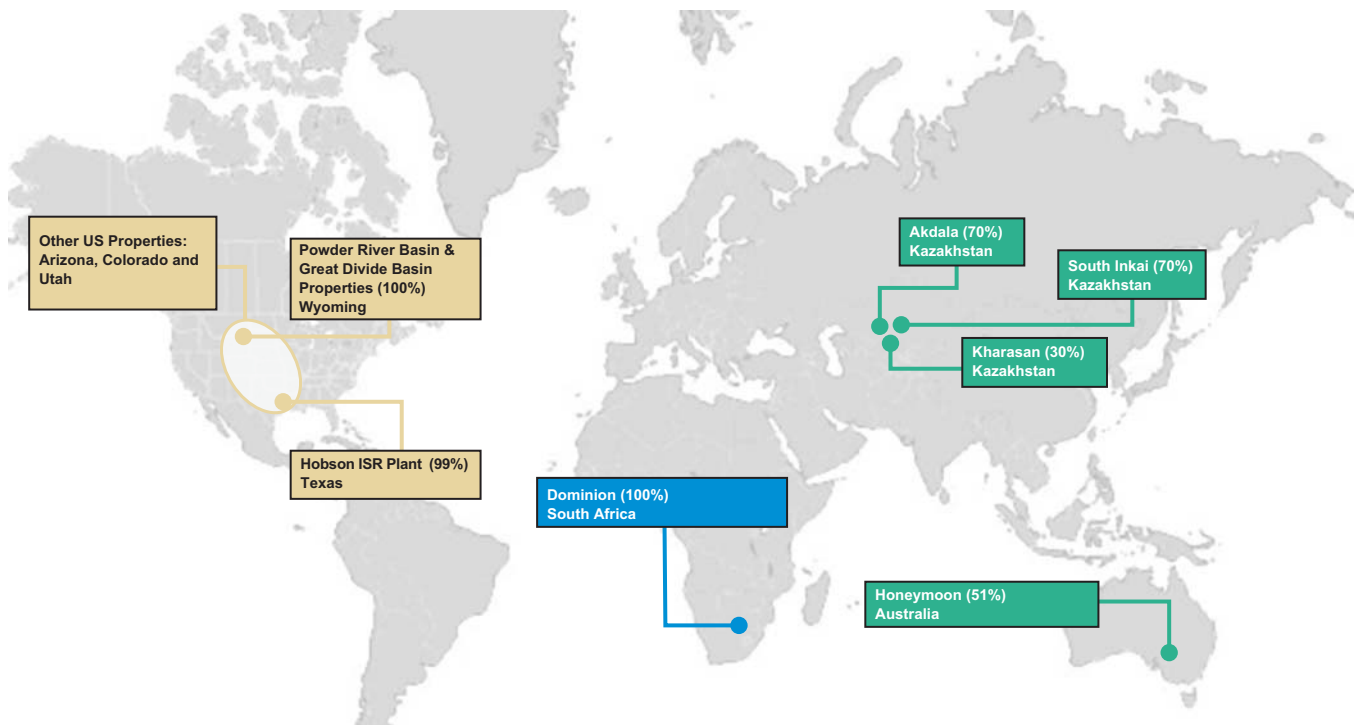 Other US Properties:
Arizona, Colorado and
Utah
Powder River Basin &
Great Divide Basin
Properties (100%)
Wyoming
Hobson ISR Plant (99%)
Texas
Akdala (70%)
Kazakhstan
South Inkai (70%)
Kazakhstan
Kharasan (30%)
Kazakhstan
Dominion (100%)
South Africa
Honeymoon (51%)
Australia